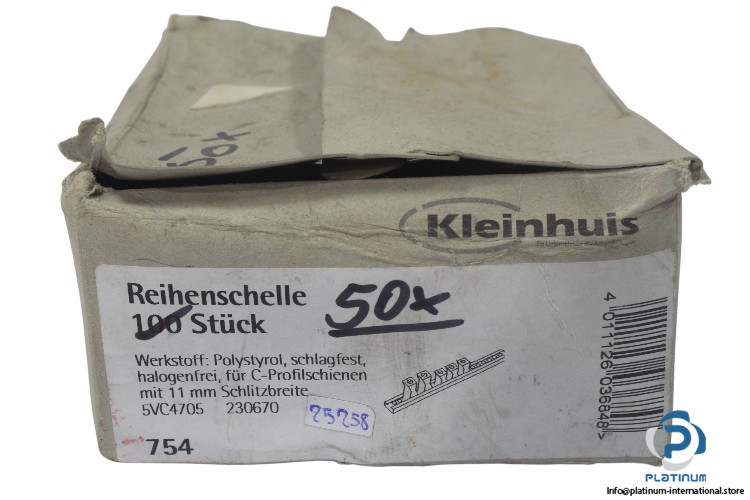 50x
Kleinhuis
Reihenschelle
100 Stück
50x
Werkstoff: Polystyrol, schlagfest,
halogenfrei, für C-Profilschienen
mit 11 mm Schlitzbreite
5VC4705 230670
25258
754
4 011126 036848>
PLATINUM
Info@platinum-international.store